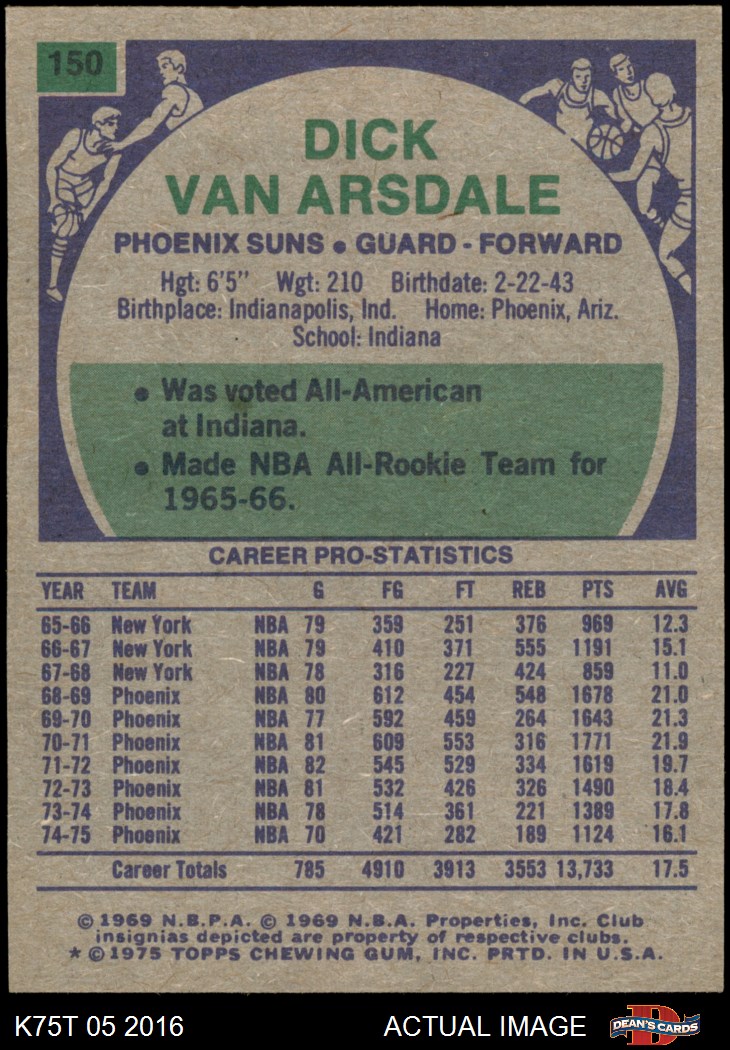 150
DICK
VAN ARSDALE
PHOENIX SUNS • GUARD - FORWARD
Hgt: 6'5" Wgt: 210 Birthdate: 2-22-43
Birthplace: Indianapolis, Ind. Home: Phoenix, Ariz.
School: Indiana
• Was voted All-American
at Indiana.
• Made NBA All-Rookie Team for
1965-66.
CAREER PRO-STATISTICS
YEAR TEAM G FG FT REB PTS AVG
65-66 New York NBA 79 359 251 376 969 12.3
66-67 New York NBA 79 410 371 555 1191 15.1
67-68 New York NBA 78 316 227 424 859 11.0
68-69 Phoenix NBA 80 612 454 548 1678 21.0
69-70 Phoenix NBA 77 592 459 264 1643 21.3
70-71 Phoenix NBA 81 609 553 316 1771 21.9
71-72 Phoenix NBA 82 545 529 334 1619 19.7
72-73 Phoenix NBA 81 532 426 326 1490 18.4
73-74 Phoenix NBA 78 514 361 221 1389 17.8
74-75 Phoenix NBA 70 421 282 189 1124 16.1
Career Totals 785 4910 3913 3553 13,733 17.5
© 1969 N.B.P.A. © 1969 N.B.A. Properties, Inc. Club
insignias depicted are property of respective clubs.
* © 1975 TOPPS CHEWING GUM, INC. PRTD. IN U.S.A.
K75T 05 2016 ACTUAL IMAGE
D
DEAN'S CARDS